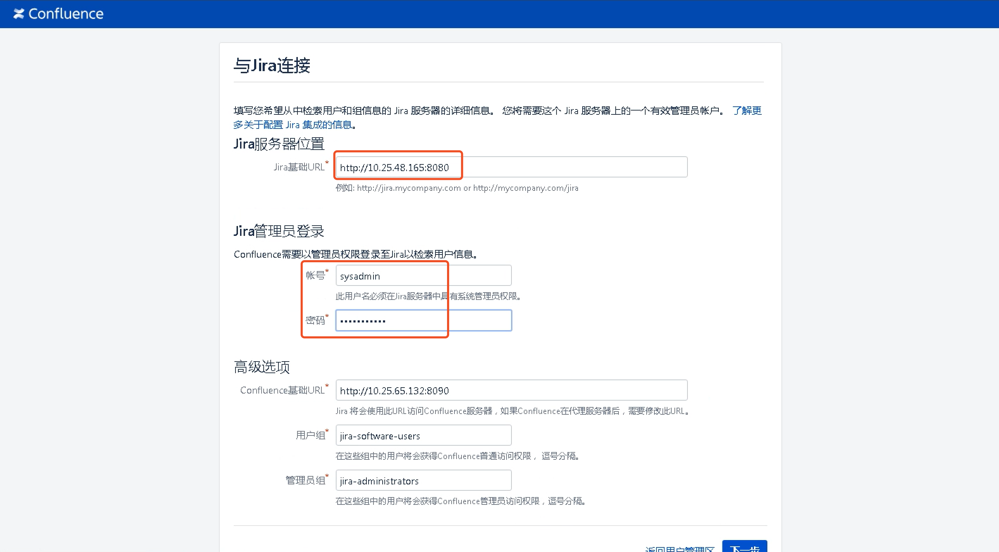 Confluence
与Jira连接
填写您希望从中检索用户和组信息的 Jira 服务器的详细信息。 您将需要这个 Jira 服务器上的一个有效管理员帐户。 了解更
多关于配置 Jira 集成的信息。
Jira服务器位置
Jira基础URL* http://10.25.48.165:8080
例如: http://jira.mycompany.com or http://mycompany.com/jira
Jira管理员登录
Confluence需要以管理员权限登录至Jira以检索用户信息。
帐号* sysadmin
此用户名必须在Jira服务器中具有系统管理员权限。
密码* •••••••••••
高级选项
Confluence基础URL* http://10.25.65.132:8090
Jira 将会使用此URL访问Confluence服务器，如果Confluence在代理服务器后，需要修改此URL。
用户组* jira-software-users
在这些组中的用户将会获得Confluence普通访问权限， 逗号分隔。
管理员组* jira-administrators
在这些组中的用户将会获得Confluence管理员访问权限，逗号分隔。
返回用户管理区 下一步